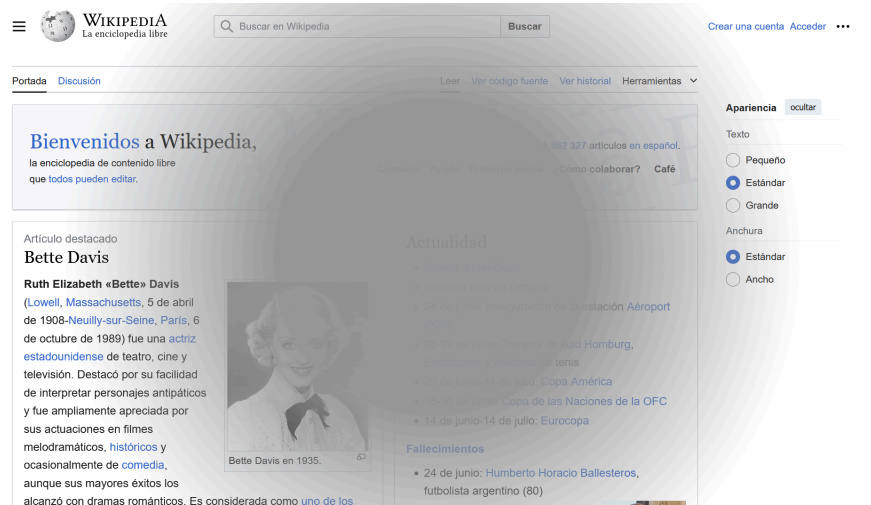 WIKIPEDIA
La enciclopedia libre
Buscar en Wikipedia
Buscar
Crear una cuenta Acceder
Portada Discusión
Leer Ver código fuente Ver historial Herramientas
Apariencia ocultar
Texto
Pequeño
Estándar
Grande
Anchura
Estándar
Ancho
Bienvenidos a Wikipedia,
la enciclopedia de contenido libre
que todos pueden editar.
artículos en español.
¿Cómo colaborar? Café
Artículo destacado
Bette Davis
Ruth Elizabeth «Bette» Davis
(Lowell, Massachusetts, 5 de abril
de 1908-Neuilly-sur-Seine, París, 6
de octubre de 1989) fue una actriz
estadounidense de teatro, cine y
televisión. Destacó por su facilidad
de interpretar personajes antipáticos
y fue ampliamente apreciada por
sus actuaciones en filmes
melodramáticos, históricos y
ocasionalmente de comedia,
aunque sus mayores éxitos los
alcanzó con dramas románticos. Es considerada como uno de los
Bette Davis en 1935.
Actualidad
estación Aéroport
Bad Homburg,
tenis
Copa América
Copa de las Naciones de la OFC
14 de junio-14 de julio: Eurocopa
Fallecimientos
24 de junio: Humberto Horacio Ballesteros,
futbolista argentino (80)